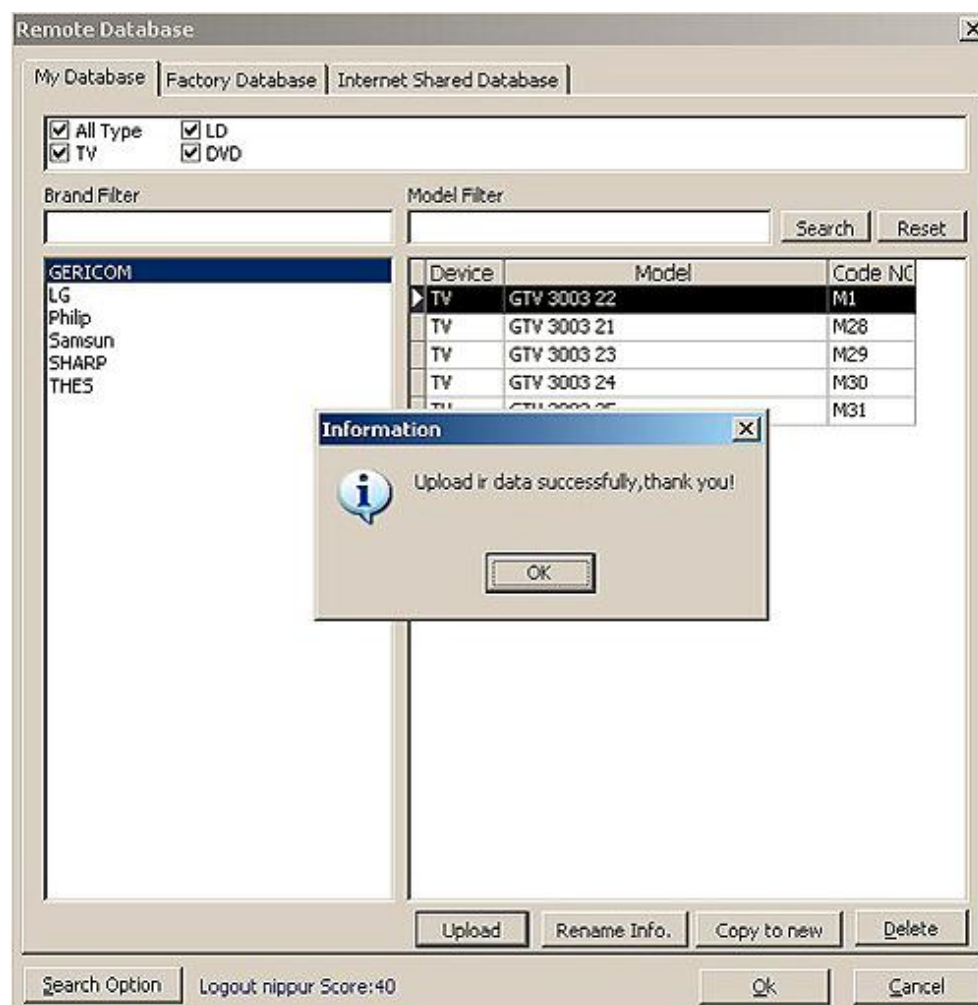 Remote Database
My Database Factory Database Internet Shared Database
All Type LD
TV DVD
Brand Filter Model Filter
Search Reset
GERICOM
LG
Philip
Samsun
SHARP
THES
Device Model Code NO
TV GTV 3003 22 M1
TV GTV 3003 21 M28
TV GTV 3003 23 M29
TV GTV 3003 24 M30
M31
Information
Upload ir data successfully,thank you!
OK
Upload Rename Info. Copy to new Delete
Search Option Logout nippur Score:40 Ok Cancel